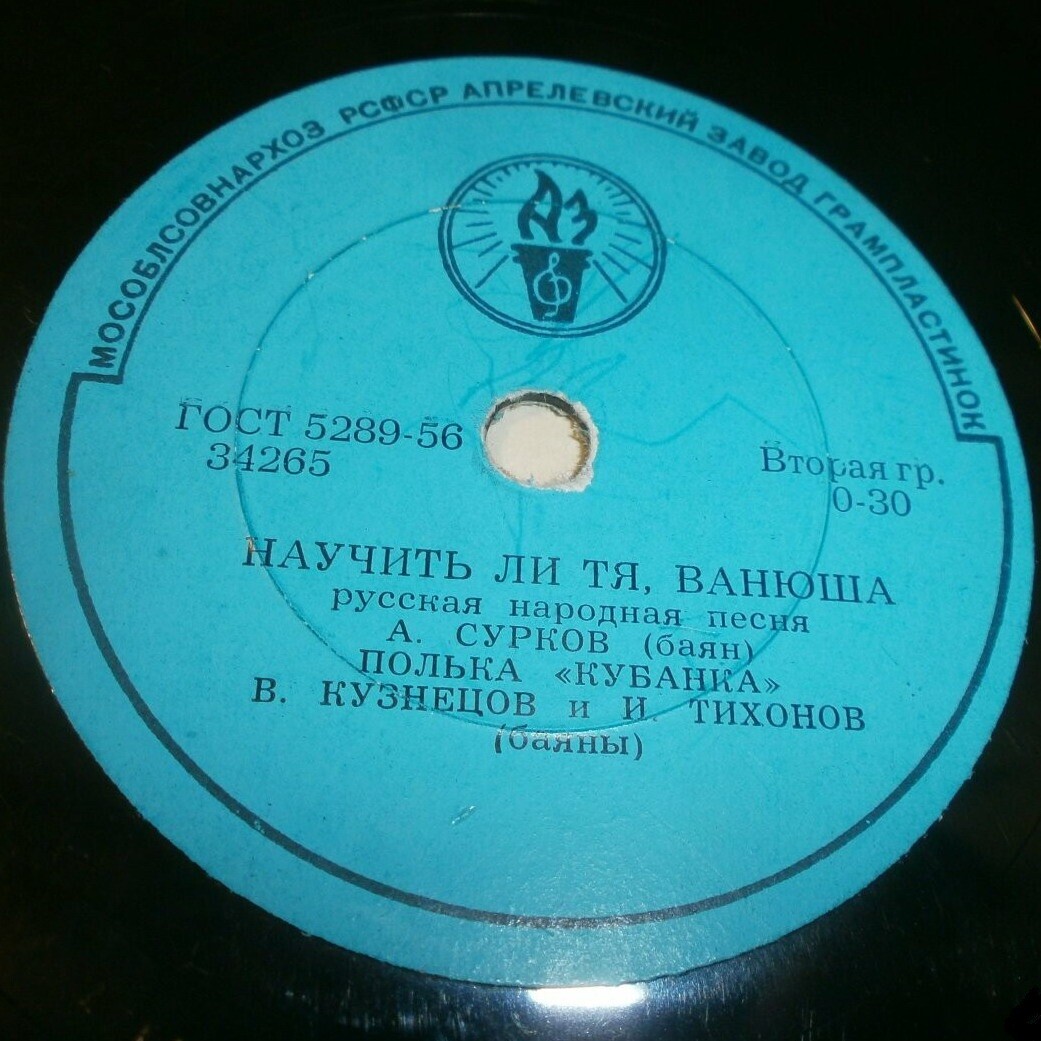 МОСОБЛСОВНАРХОЗ РСФСР АПРЕЛЕВСКИЙ ЗАВОД ГРАМПЛАСТИНОК
АЗ
ГОСТ 5289-56
34265
Вторая гр.
0-30
НАУЧИТЬ ЛИ ТЯ, ВАНЮША
русская народная песня
А. СУРКОВ (баян)
ПОЛЬКА «КУБАНКА»
В. КУЗНЕЦОВ и И. ТИХОНОВ
(баяны)